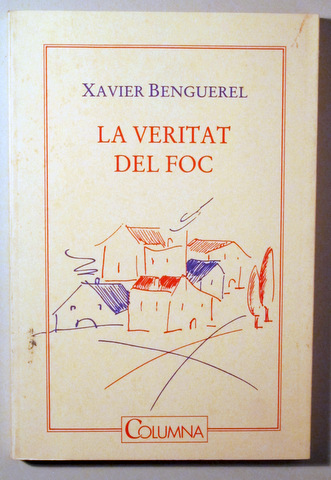 XAVIER BENGUEREL
LA VERITAT
DEL FOC
COLUMNA